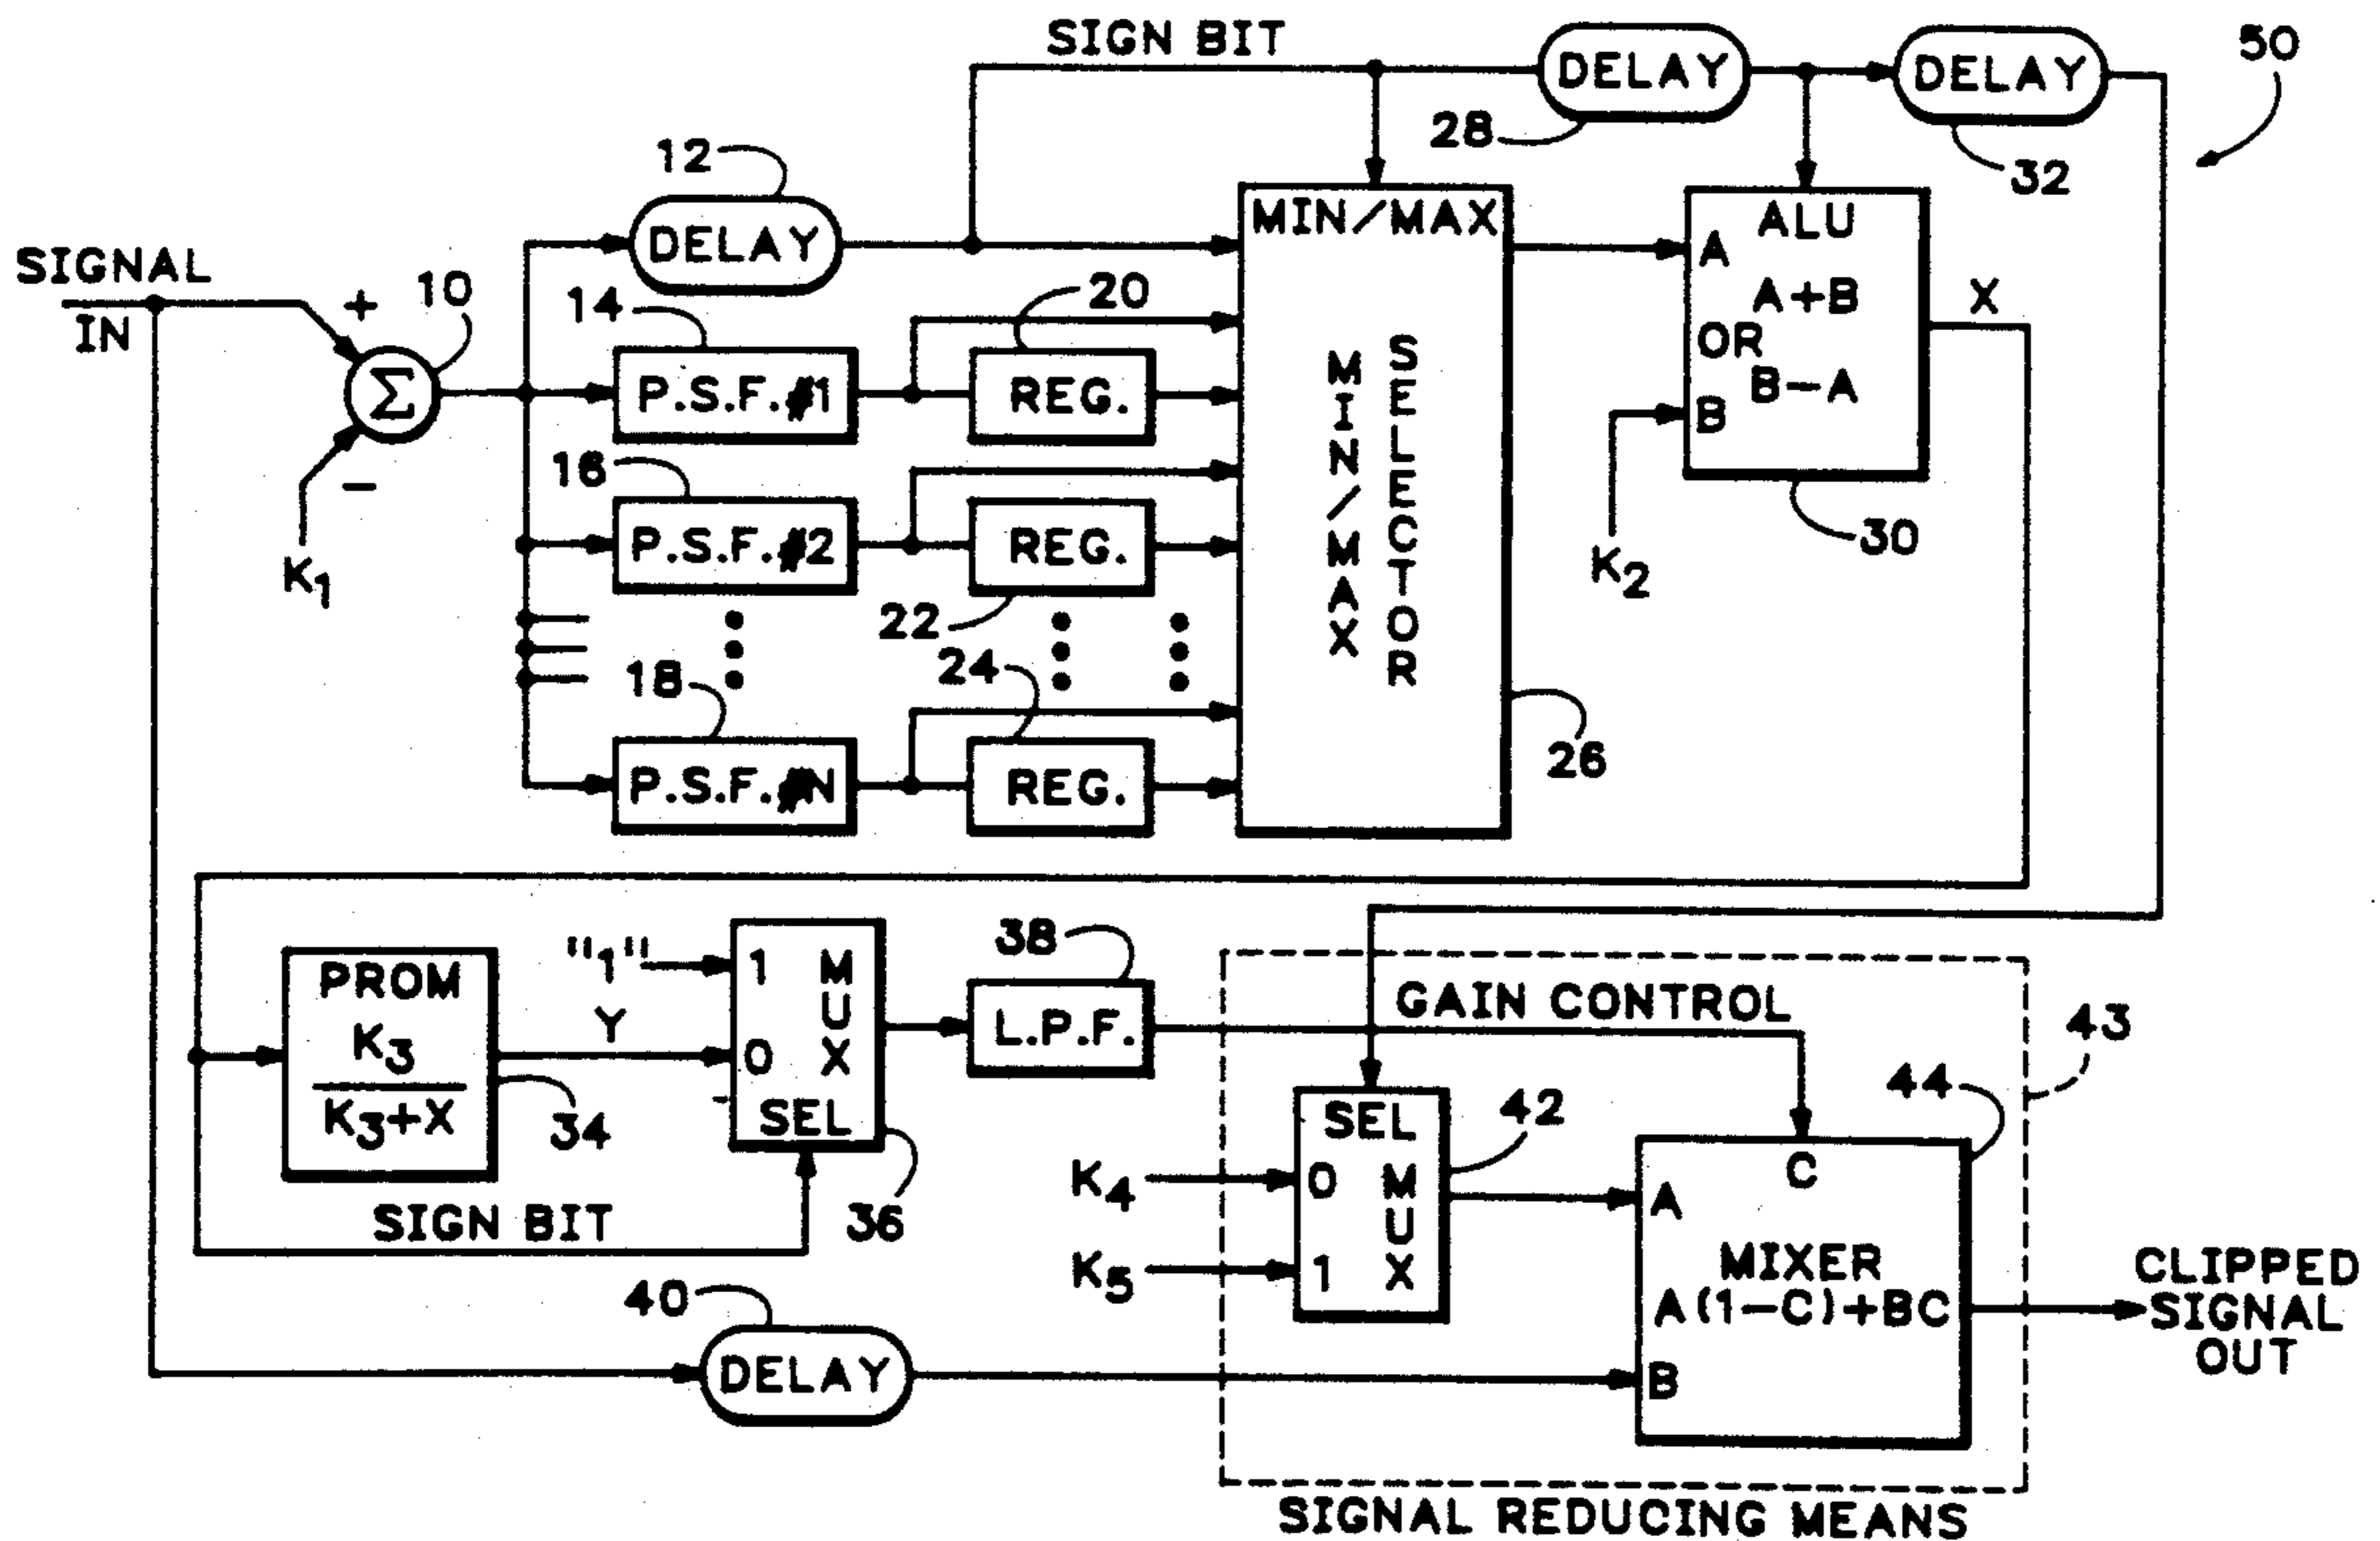 SIGN BIT
DELAY
DELAY
50
28
32
12
DELAY
MIN/MAX
ALU
A
A+B
OR
B-A
B
X
SIGNAL
IN
+
10
Σ
-
K1
14
20
P.S.F.#1
REG.
16
P.S.F.#2
REG.
22
MIN/MAX
SELECTOR
K2
30
18
24
P.S.F.#N
REG.
26
PROM
K3
K3+X
34
"1"
Y
1
0
MUX
SEL
36
38
L.P.F.
GAIN CONTROL
43
SIGN BIT
SEL
0
1
MUX
42
K4
K5
44
C
A
MIXER
A(1-C)+BC
B
CLIPPED
SIGNAL
OUT
40
DELAY
SIGNAL REDUCING MEANS